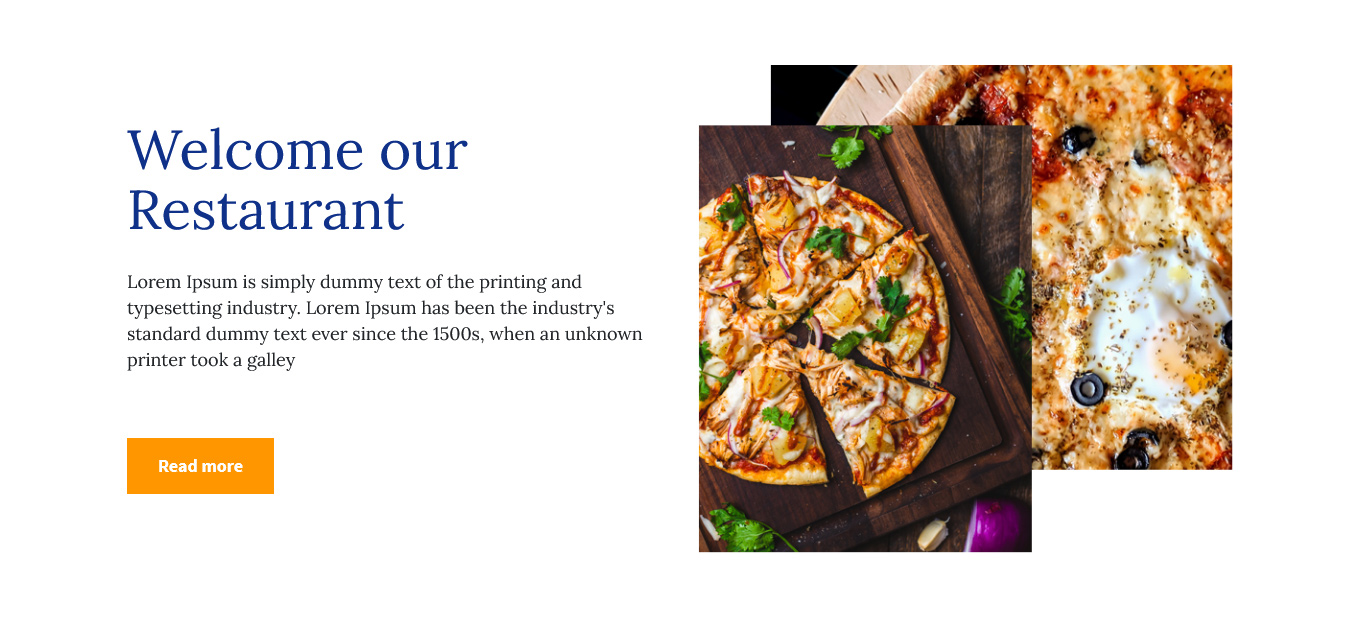 Welcome our
Restaurant
Lorem Ipsum is simply dummy text of the printing and
typesetting industry. Lorem Ipsum has been the industry's
standard dummy text ever since the 1500s, when an unknown
printer took a galley
Read more